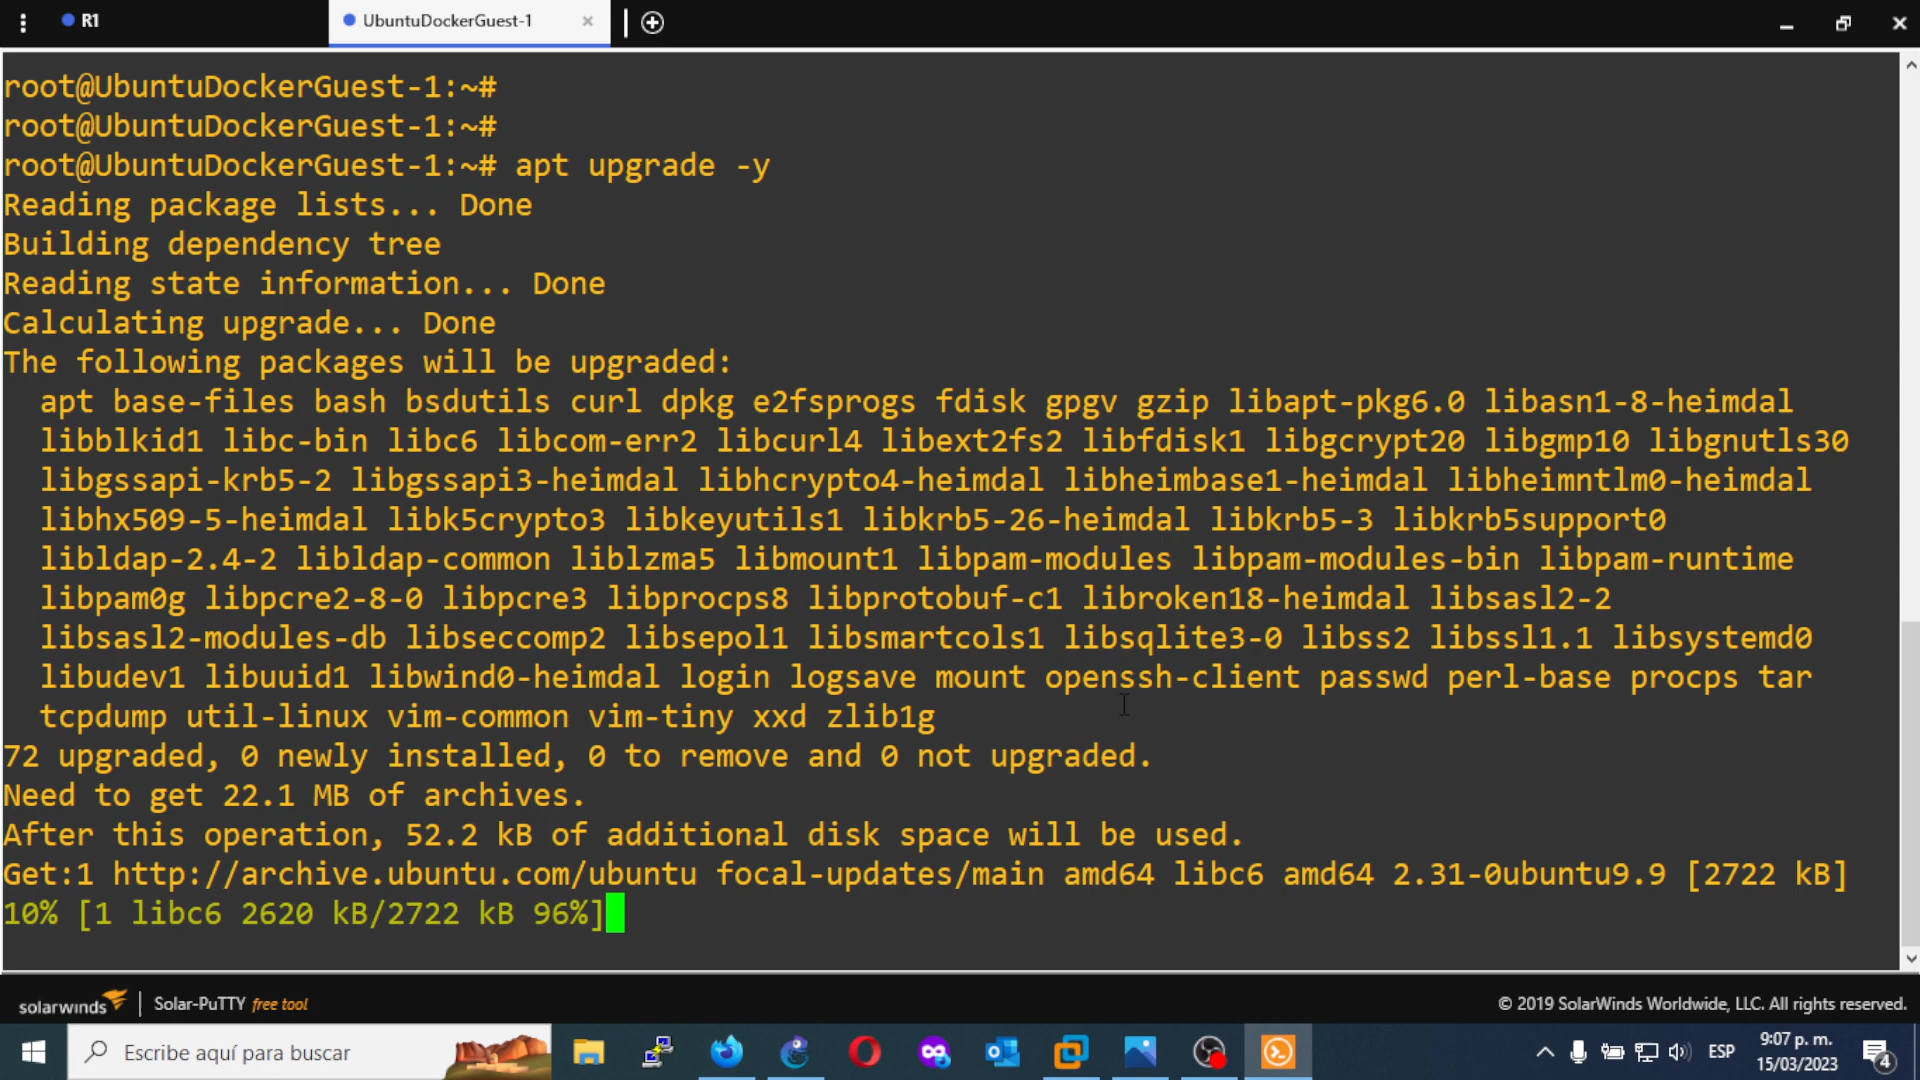 R1
UbuntuDockerGuest-1
root@UbuntuDockerGuest-1:~#
root@UbuntuDockerGuest-1:~#
root@UbuntuDockerGuest-1:~# apt upgrade -y
Reading package lists... Done
Building dependency tree
Reading state information... Done
Calculating upgrade... Done
The following packages will be upgraded:
apt base-files bash bsdutils curl dpkg e2fsprogs fdisk gpgv gzip libapt-pkg6.0 libasn1-8-heimdal
libblkid1 libc-bin libc6 libcom-err2 libcurl4 libext2fs2 libfdisk1 libgcrypt20 libgmp10 libgnutls30
libgssapi-krb5-2 libgssapi3-heimdal libhcrypto4-heimdal libheimbase1-heimdal libheimntlm0-heimdal
libhx509-5-heimdal libk5crypto3 libkeyutils1 libkrb5-26-heimdal libkrb5-3 libkrb5support0
libldap-2.4-2 libldap-common liblzma5 libmount1 libpam-modules libpam-modules-bin libpam-runtime
libpam0g libpcre2-8-0 libpcre3 libprocps8 libprotobuf-c1 libroken18-heimdal libsasl2-2
libsasl2-modules-db libseccomp2 libsepol1 libsmartcols1 libsqlite3-0 libss2 libssl1.1 libsystemd0
libudev1 libuuid1 libwind0-heimdal login logsave mount openssh-client passwd perl-base procps tar
tcpdump util-linux vim-common vim-tiny xxd zlib1g
72 upgraded, 0 newly installed, 0 to remove and 0 not upgraded.
Need to get 22.1 MB of archives.
After this operation, 52.2 kB of additional disk space will be used.
Get:1 http://archive.ubuntu.com/ubuntu focal-updates/main amd64 libc6 amd64 2.31-0ubuntu9.9 [2722 kB]
10% [1 libc6 2620 kB/2722 kB 96%]
solarwinds | Solar-PuTTY free tool
© 2019 SolarWinds Worldwide, LLC. All rights reserved.
Escribe aquí para buscar
ESP
9:07 p. m.
15/03/2023
4